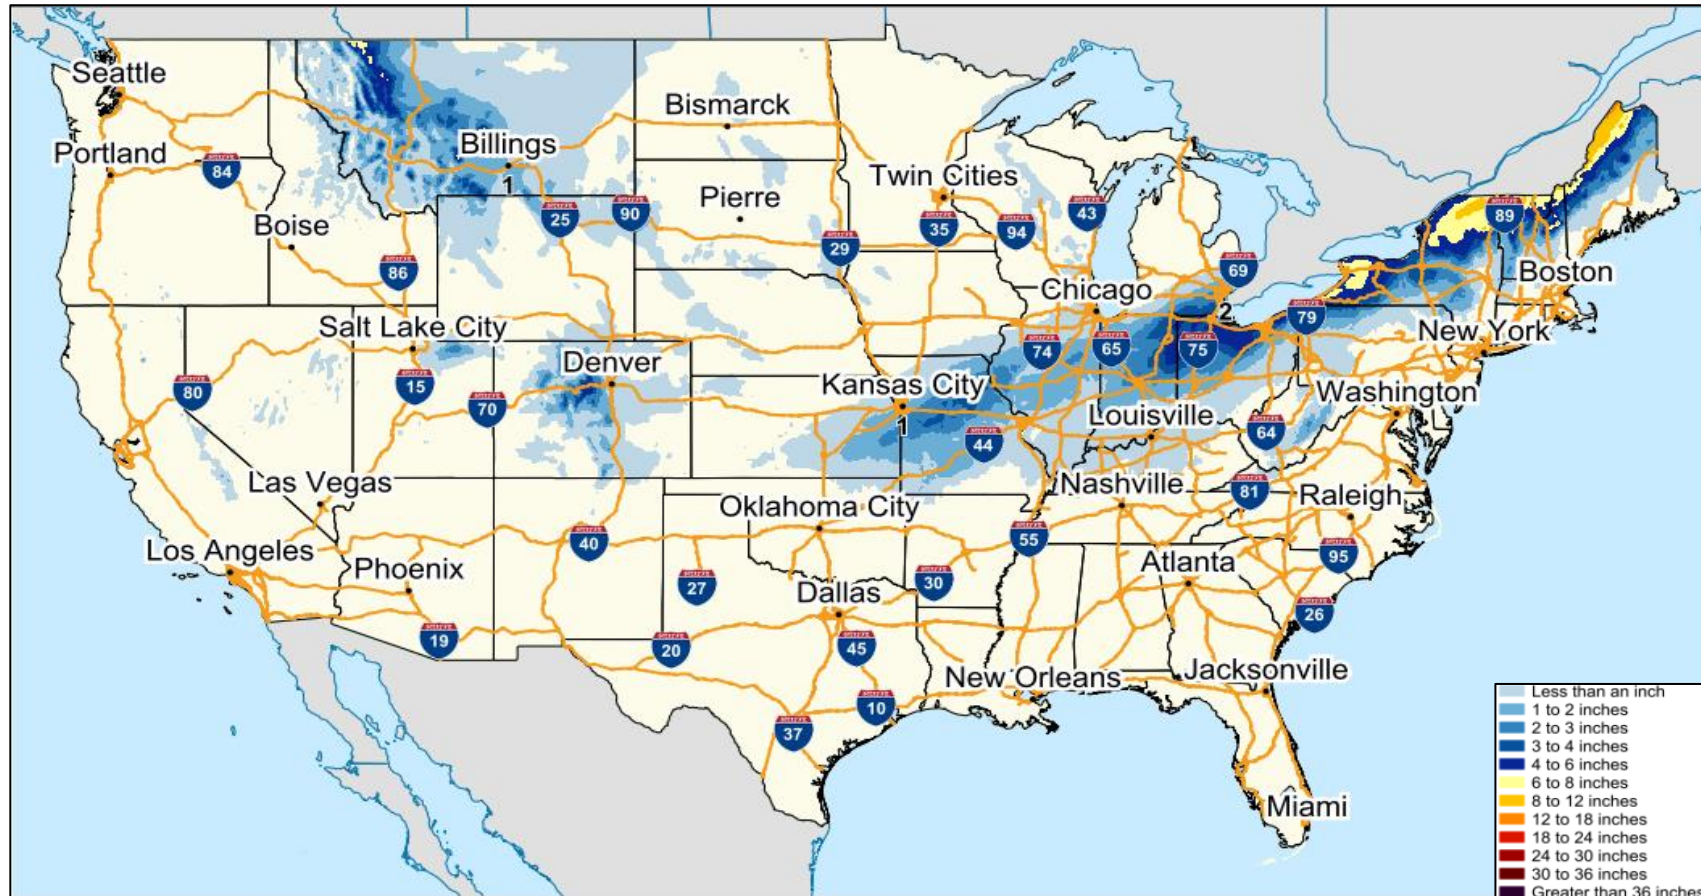 Seattle
Portland
84
Boise
86
Billings
1
25
90
Bismarck
Pierre
29
Twin Cities
35
94
43
69
89
Boston
Chicago
2
79
New York
74
65
75
Salt Lake City
Denver
80
15
70
Kansas City
1
44
Louisville
64
Washington
Las Vegas
Oklahoma City
Nashville
81
Raleigh
Los Angeles
Phoenix
40
27
30
55
Atlanta
95
Dallas
26
19
20
45
New Orleans
Jacksonville
10
37
Miami
Less than an inch
1 to 2 inches
2 to 3 inches
3 to 4 inches
4 to 6 inches
6 to 8 inches
8 to 12 inches
12 to 18 inches
18 to 24 inches
24 to 30 inches
30 to 36 inches
Greater than 36 inches